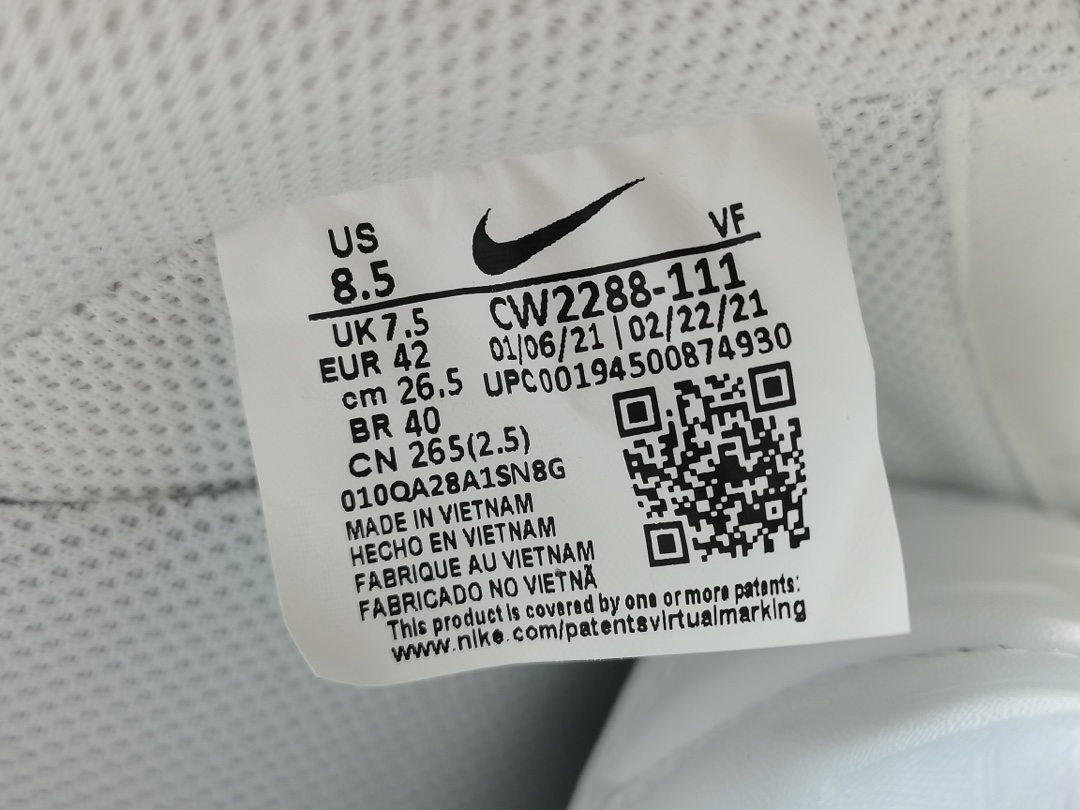 US
8.5
VF
UK 7.5
EUR 42
cm 26.5
BR 40
CN 265(2.5)
CW2288-111
01/06/21 | 02/22/21
UPC00194500874930
010QA28A1SN8G
MADE IN VIETNAM
HECHO EN VIETNAM
FABRIQUE AU VIETNAM
FABRICADO NO VIETNÃ
This product is covered by one or more patents:
www.nike.com/patentsvirtualmarking